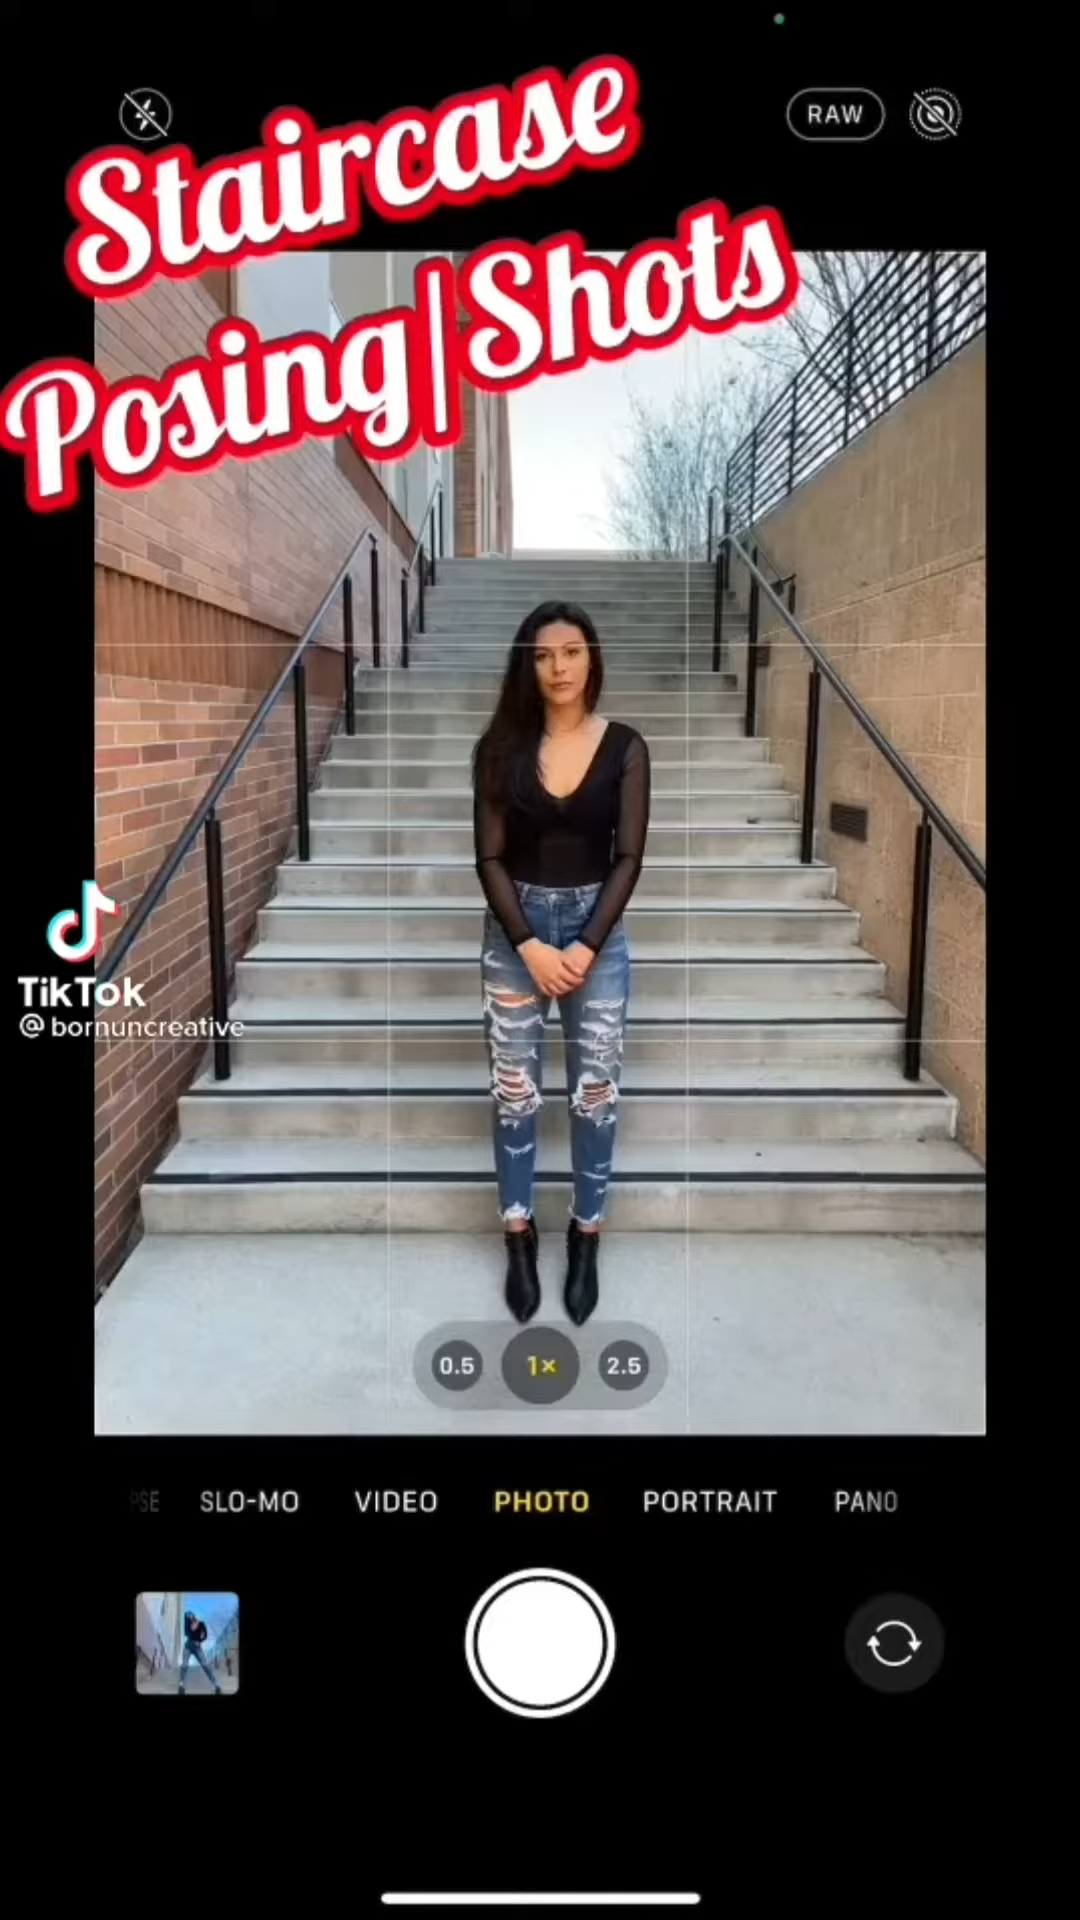 Staircase
RAW
Posing|Shots
TikTok
@bornuncreative
0.5 1× 2.5
SLO-MO VIDEO PHOTO PORTRAIT PANO